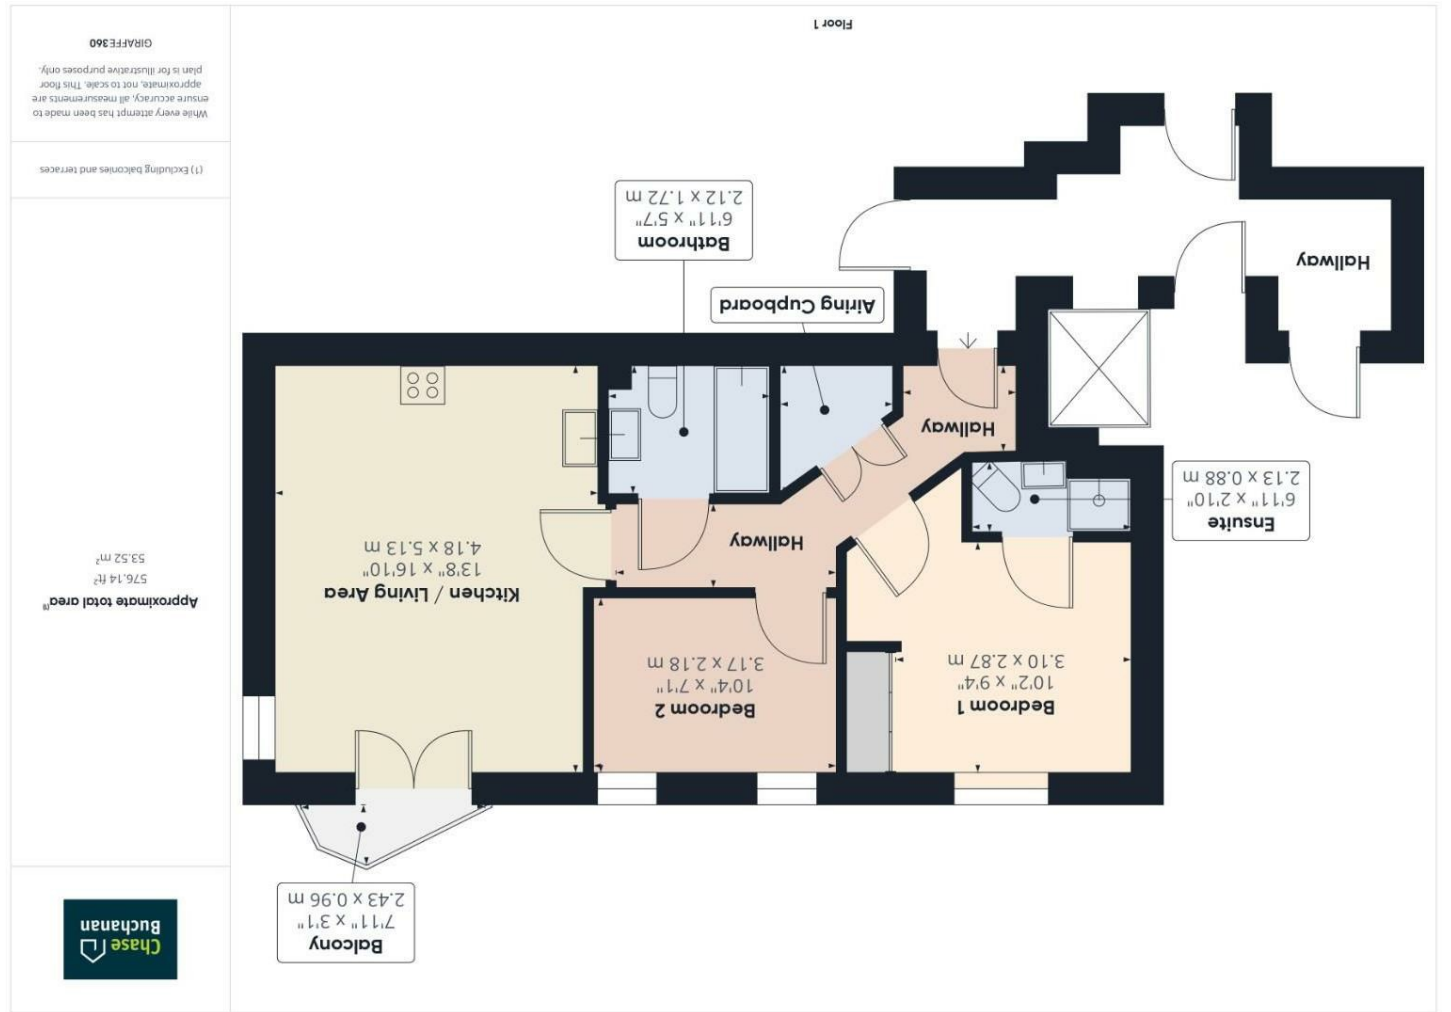 Chase
Buchanan
Approximate total area⁽¹⁾
576.14 ft²
53.52 m²
(1) Excluding balconies and terraces
While every attempt has been made to
ensure accuracy, all measurements are
approximate, not to scale. This floor
plan is for illustrative purposes only.
GIRAFFE360
Balcony
7'11" x 3'1"
2.43 x 0.96 m
Bedroom 1
10'2" x 9'4"
3.10 x 2.87 m
Bedroom 2
10'4" x 7'1"
3.17 x 2.18 m
Kitchen / Living Area
13'8" x 16'10"
4.18 x 5.13 m
Ensuite
6'11" x 2'10"
2.13 x 0.88 m
Hallway
Hallway
Airing Cupboard
Hallway
Bathroom
6'11" x 5'7"
2.12 x 1.72 m
Floor 1